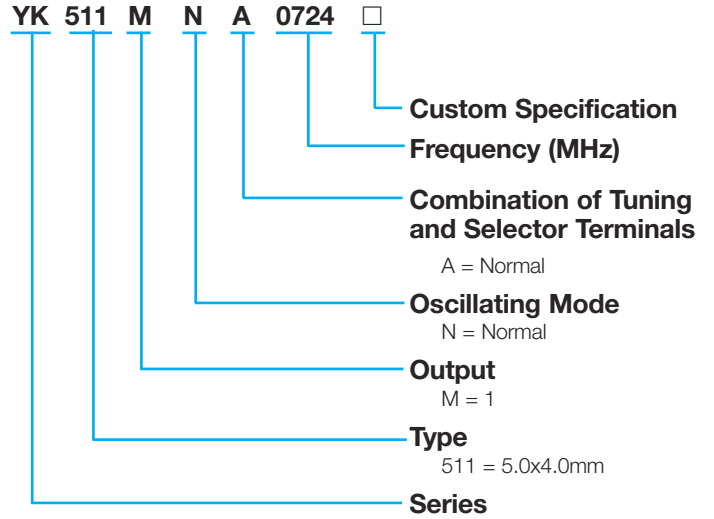 YK 511 M N A 0724 □
Custom Specification
Frequency (MHz)
Combination of Tuning
and Selector Terminals
A = Normal
Oscillating Mode
N = Normal
Output
M = 1
Type
511 = 5.0x4.0mm
Series